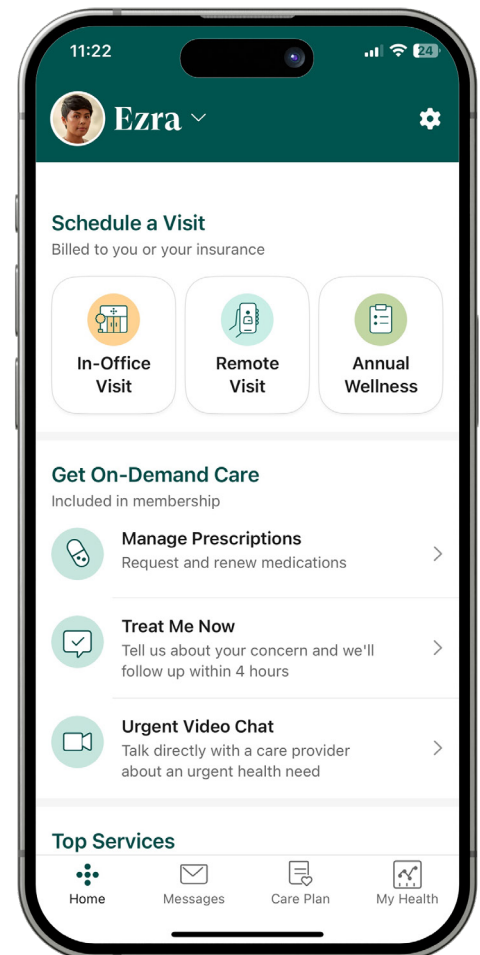 11:22
24
Ezra
Schedule a Visit
Billed to you or your insurance
In-Office
Visit
Remote
Visit
Annual
Wellness
Get On-Demand Care
Included in membership
Manage Prescriptions
Request and renew medications
Treat Me Now
Tell us about your concern and we'll
follow up within 4 hours
Urgent Video Chat
Talk directly with a care provider
about an urgent health need
Top Services
Home
Messages
Care Plan
My Health